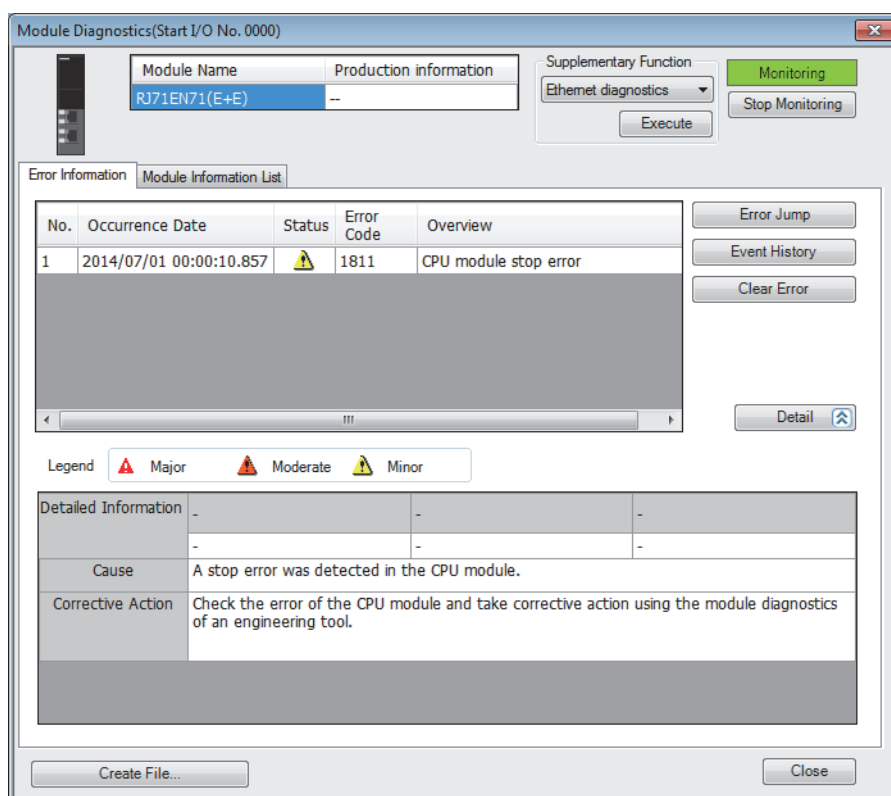 Module Diagnostics(Start I/O No. 0000)
Module Name Production information
RJ71EN71(E+E) --
Supplementary Function
Ethernet diagnostics
Execute
Monitoring
Stop Monitoring
Error Information Module Information List
No. Occurrence Date Status Error Code Overview
1 2014/07/01 00:00:10.857 1811 CPU module stop error
Error Jump
Event History
Clear Error
Detail
Legend Major Moderate Minor
Detailed Information - - -
- - -
Cause A stop error was detected in the CPU module.
Corrective Action Check the error of the CPU module and take corrective action using the module diagnostics
of an engineering tool.
Create File...
Close